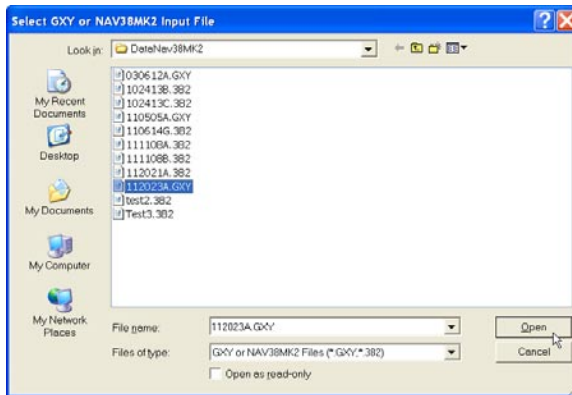 Select GXY or NAV38MK2 Input File
Look in:
DateNav38MK2
My Recent
Documents
Desktop
My Documents
My Computer
My Network
Places
030612A.GXY
102413B.382
102413C.382
110505A.GXY
110614G.382
111108A.382
111108B.382
112021A.382
112023A.GXY
test2.382
Test3.382
File name:
112023A.GXY
Open
Files of type:
GXY or NAV38MK2 Files (*.GXY,*.382)
Cancel
Open as read-only